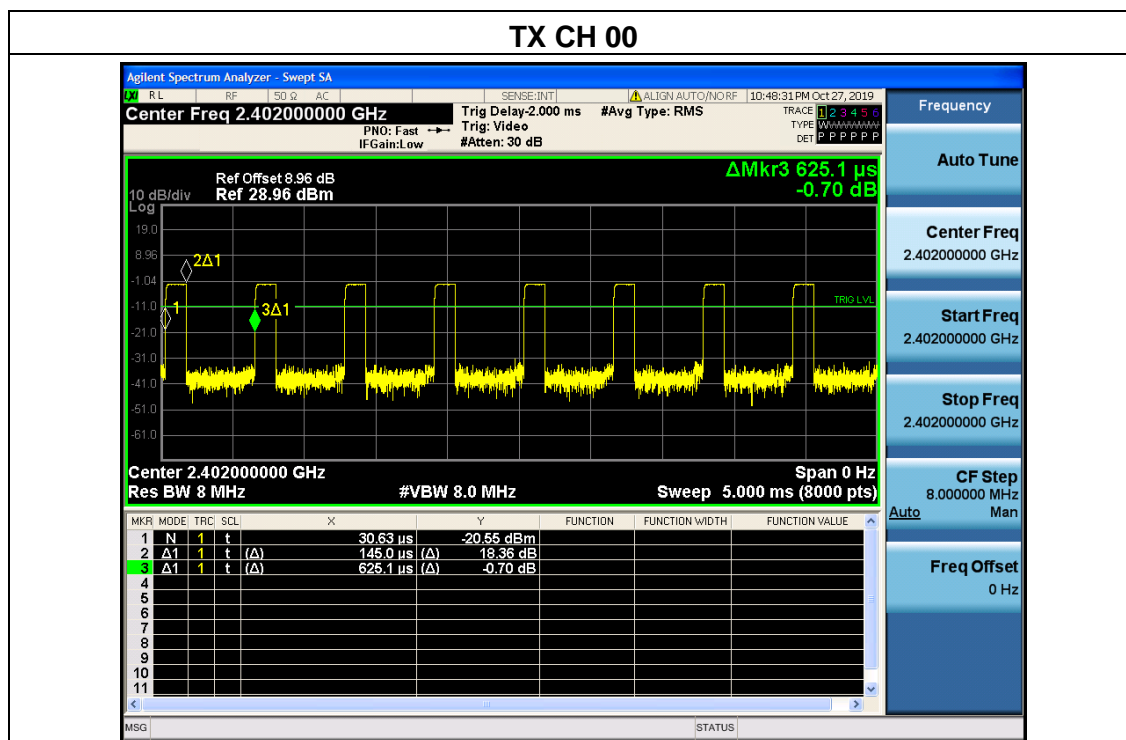 TX CH 00
Agilent Spectrum Analyzer - Swept SA
LXI RL RF 50 Ω AC SENSE:INT ALIGN AUTO/NO RF 10:48:31 PM Oct 27, 2019
Center Freq 2.402000000 GHz
PNO: Fast
IFGain:Low
Trig Delay-2.000 ms
Trig: Video
#Atten: 30 dB
#Avg Type: RMS
TRACE 1 2 3 4 5 6
TYPE
DET P P P P P P
ΔMkr3 625.1 µs
-0.70 dB
Ref Offset 8.96 dB
10 dB/div Ref 28.96 dBm
Log
19.0
8.96
-1.04
-11.0
-21.0
-31.0
-41.0
-51.0
-61.0
2Δ1
1
3Δ1
TRIG LVL
Center 2.402000000 GHz Span 0 Hz
Res BW 8 MHz #VBW 8.0 MHz Sweep 5.000 ms (8000 pts)
MKR MODE TRC SCL X Y FUNCTION FUNCTION WIDTH FUNCTION VALUE
1 N 1 t 30.63 µs -20.55 dBm
2 Δ1 1 t (Δ) 145.0 µs (Δ) 18.36 dB
3 Δ1 1 t (Δ) 625.1 µs (Δ) -0.70 dB
4
5
6
7
8
9
10
11
MSG STATUS
Frequency
Auto Tune
Center Freq
2.402000000 GHz
Start Freq
2.402000000 GHz
Stop Freq
2.402000000 GHz
CF Step
8.000000 MHz
Auto Man
Freq Offset
0 Hz